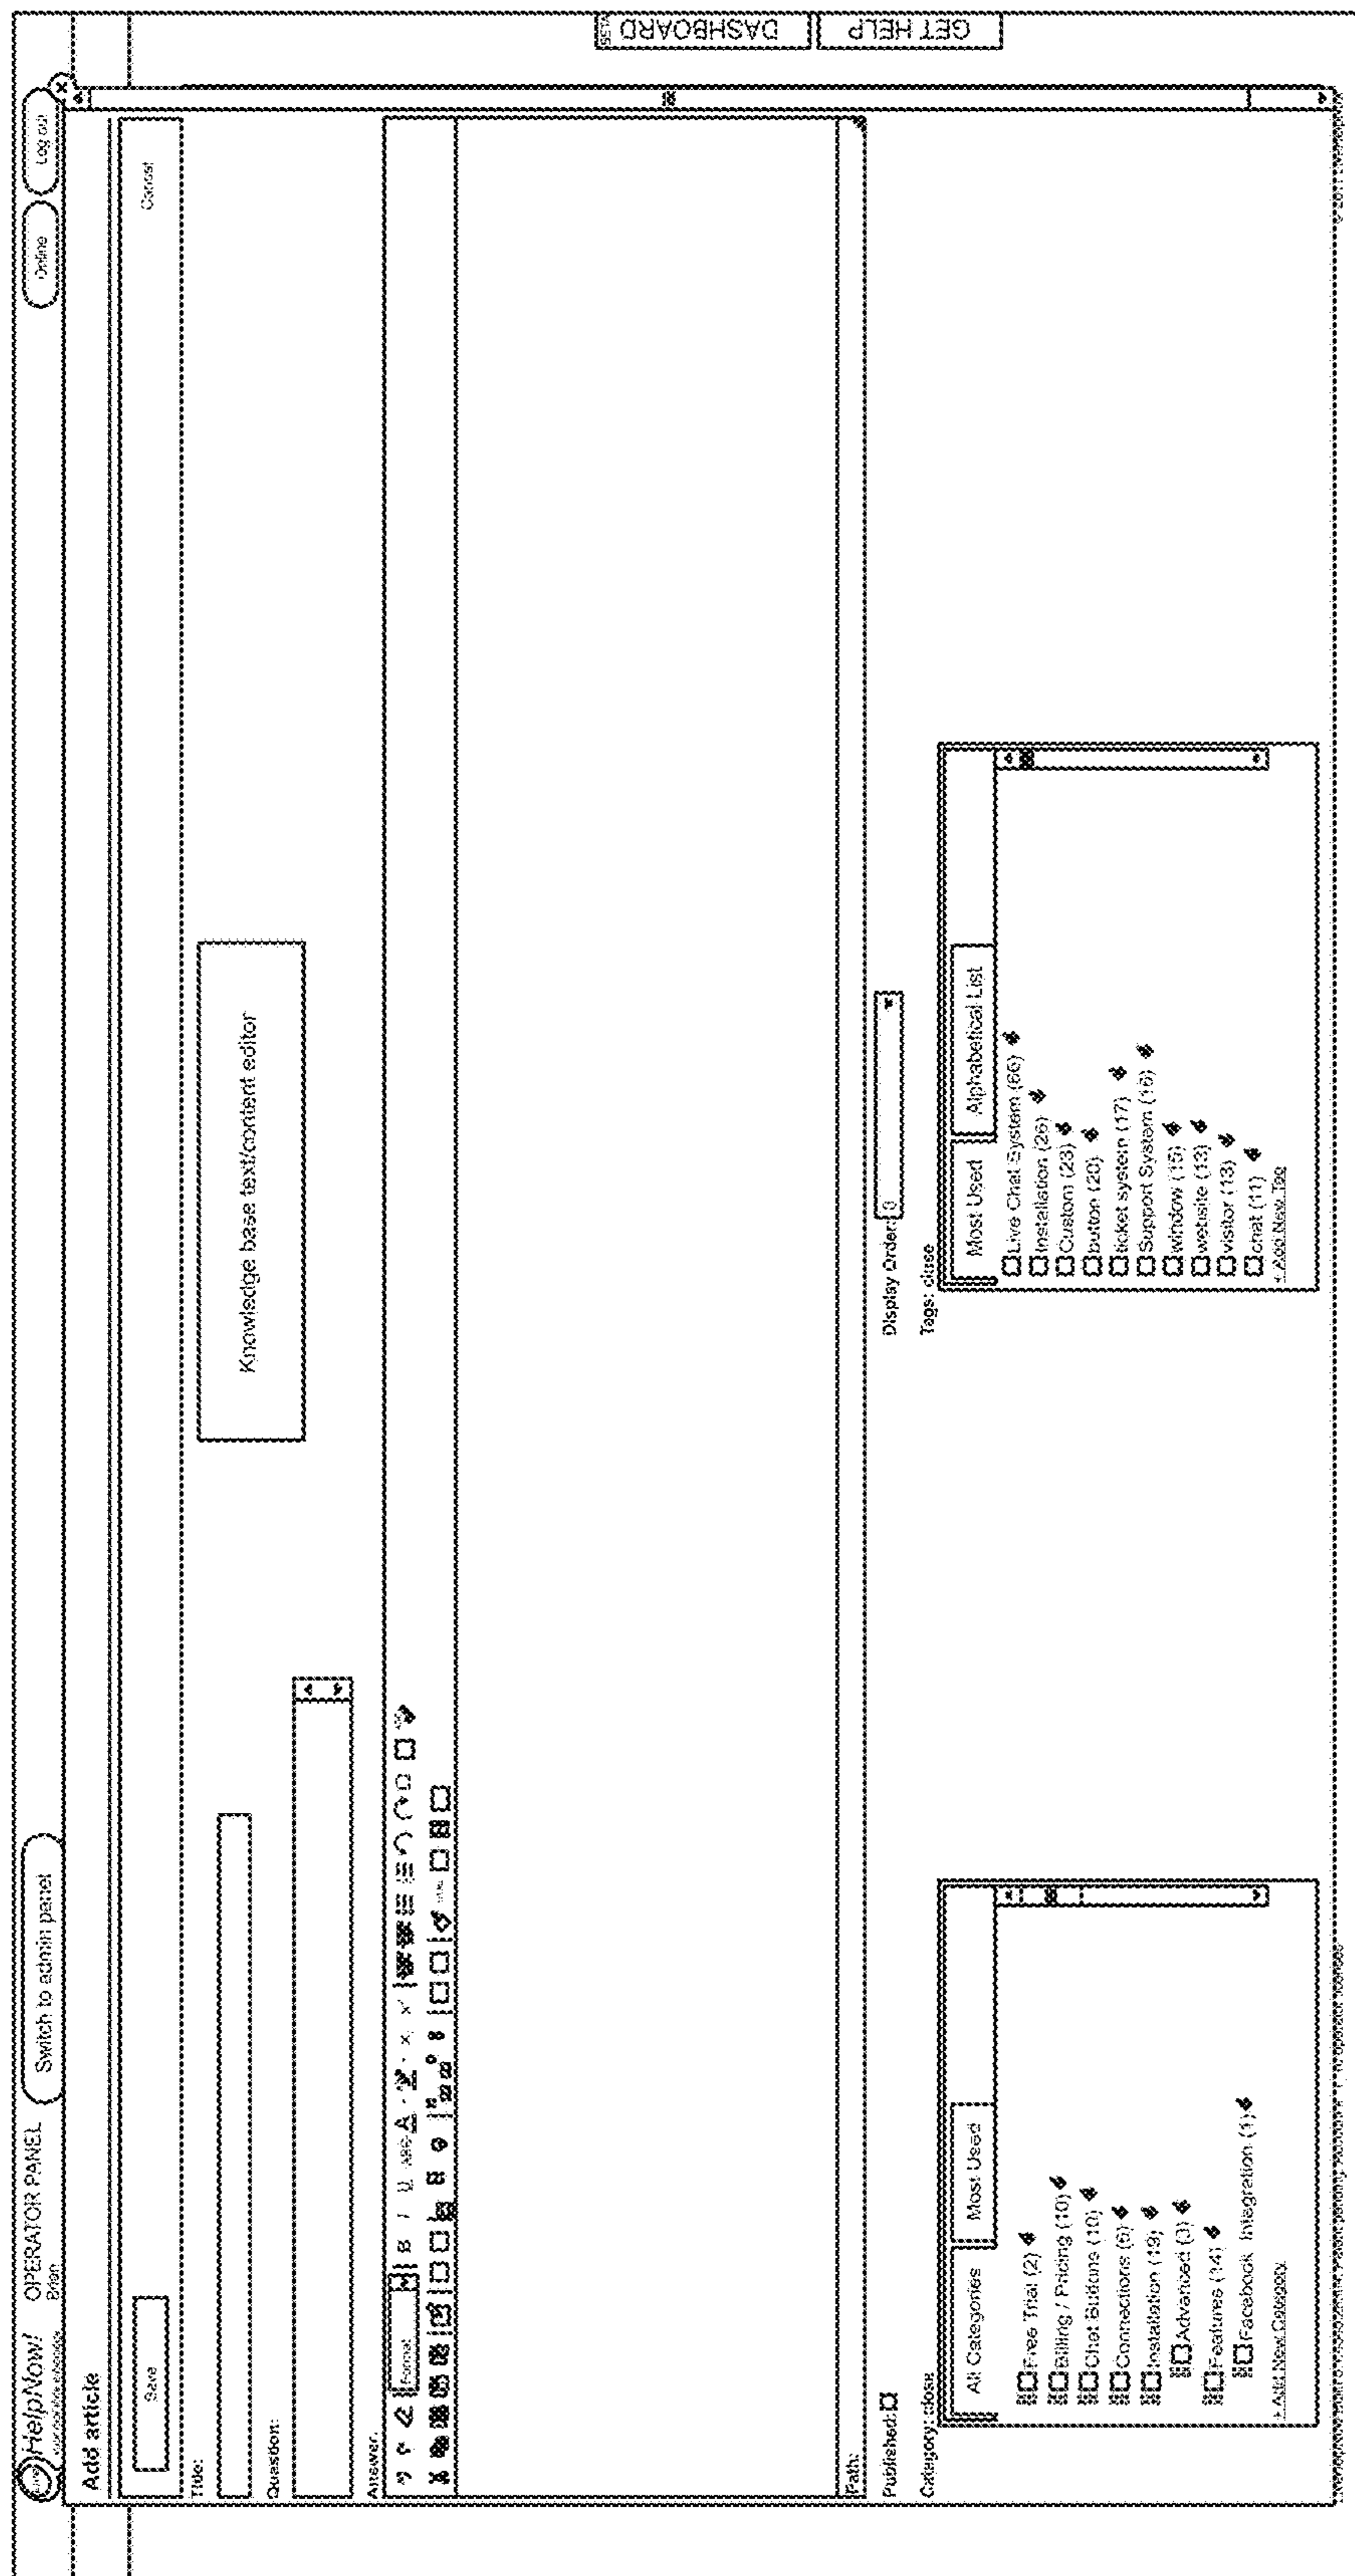 HelpNow! OPERATOR PANEL Switch to admin panel Online Log out
Brian
Add article
Save Cancel
Title:
Knowledge base text/content editor
Question:
Answer:
Format B I U ABC A
Path:
Published: Display Order: 0
Category: close Tags: close
All Categories Most Used
Free Trial (2)
Billing / Pricing (10)
Chat Buttons (10)
Connections (6)
Installation (19)
Advanced (3)
Features (14)
Facebook Integration (1)
+ Add New Category
Most Used Alphabetical List
Live Chat System (66)
Installation (26)
Custom (23)
button (20)
ticket system (17)
Support System (16)
window (15)
website (13)
visitor (13)
chat (11)
+ Add New Tag
DASHBOARD
GET HELP